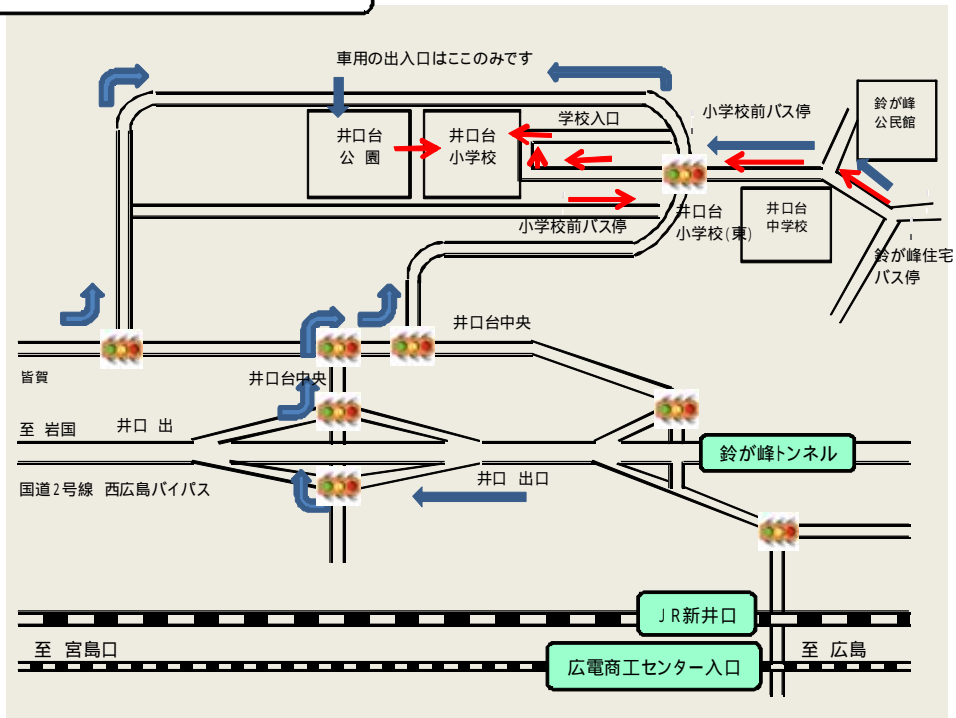 車用の出入口はここのみです
鈴が峰
公民館
小学校前バス停
学校入口
井口台
公 園
井口台
小学校
井口台
小学校(東)
井口台
中学校
小学校前バス停
鈴が峰住宅
バス停
井口台中央
皆賀
井口台中央
至 岩国
井口 出
鈴が峰トンネル
国道2号線 西広島バイパス
井口 出口
JR新井口
至 宮島口
至 広島
広電商工センター入口